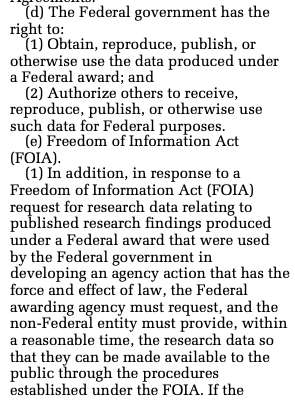 Agreements.
(d) The Federal government has the
right to:
(1) Obtain, reproduce, publish, or
otherwise use the data produced under
a Federal award; and
(2) Authorize others to receive,
reproduce, publish, or otherwise use
such data for Federal purposes.
(e) Freedom of Information Act
(FOIA).
(1) In addition, in response to a
Freedom of Information Act (FOIA)
request for research data relating to
published research findings produced
under a Federal award that were used
by the Federal government in
developing an agency action that has the
force and effect of law, the Federal
awarding agency must request, and the
non-Federal entity must provide, within
a reasonable time, the research data so
that they can be made available to the
public through the procedures
established under the FOIA. If the